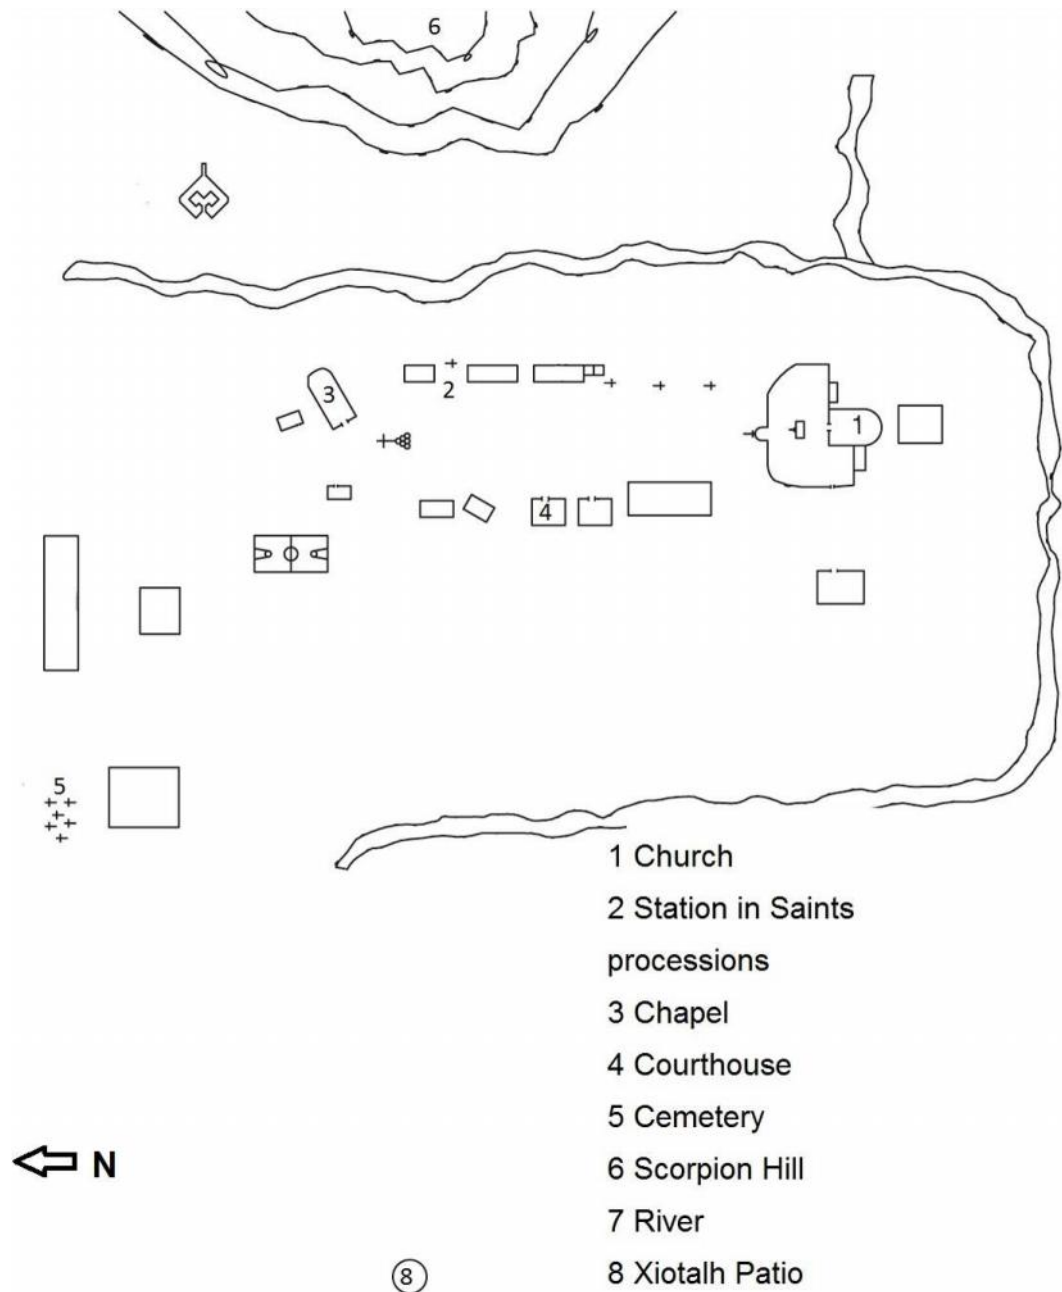 6
3
2
1
4
5
1 Church
2 Station in Saints
processions
3 Chapel
4 Courthouse
5 Cemetery
N
6 Scorpion Hill
7 River
8
8 Xiotalh Patio